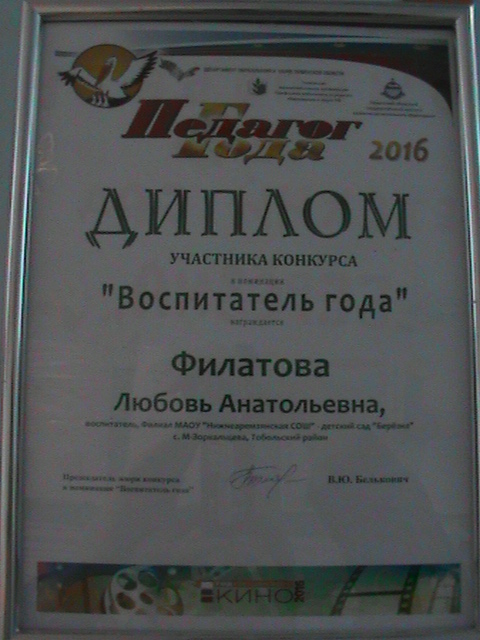 Педагог
Года
2016
ДИПЛОМ
УЧАСТНИКА КОНКУРСА
в номинации
"Воспитатель года"
награждается
Филатова
Любовь Анатольевна,
воспитатель, Филиал МАОУ "Нижнеаремзянская СОШ" - детский сад "Берёзка"
с. М-Зоркальцева, Тобольский район
Председатель жюри конкурса
в номинации "Воспитатель года"
В.Ю. Белькович
КИНО